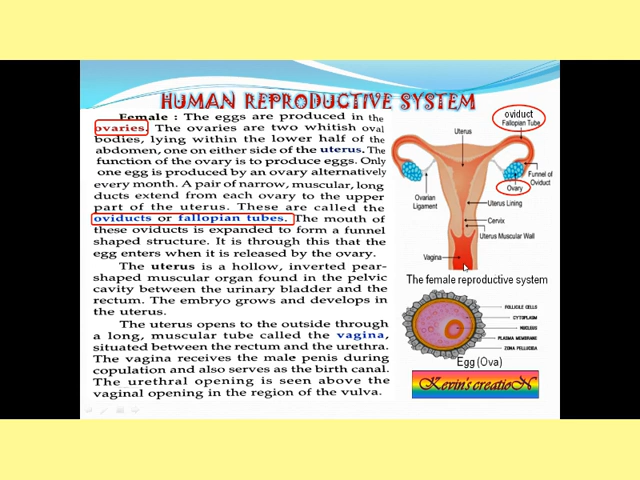 HUMAN REPRODUCTIVE SYSTEM
Female : The eggs are produced in the
ovaries. The ovaries are two whitish oval
bodies, lying within the lower half of the
abdomen, one on either side of the uterus. The
function of the ovary is to produce eggs. Only
one egg is produced by an ovary alternatively
every month. A pair of narrow, muscular, long
ducts extend from each ovary to the upper
part of the uterus. These are called the
oviducts or fallopian tubes. The mouth of
these oviducts is expanded to form a funnel
shaped structure. It is through this that the
egg enters when it is released by the ovary.
The uterus is a hollow, inverted pear-
shaped muscular organ found in the pelvic
cavity between the urinary bladder and the
rectum. The embryo grows and develops in
the uterus.
The uterus opens to the outside through
a long, muscular tube called the vagina,
situated between the rectum and the urethra.
The vagina receives the male penis during
copulation and also serves as the birth canal.
The urethral opening is seen above the
vaginal opening in the region of the vulva.
oviduct
Fallopian Tube
Uterus
Funnel of
Oviduct
Ovary
Ovarian
Ligament
Uterus Lining
Cervix
Uterus Muscular Wall
Vagina
The female reproductive system
FOLLICLE CELLS
CYTOPLASM
NUCLEUS
PLASMA MEMBRANE
ZONA PELLUCIDA
Egg (Ova)
Kevin's creatioN